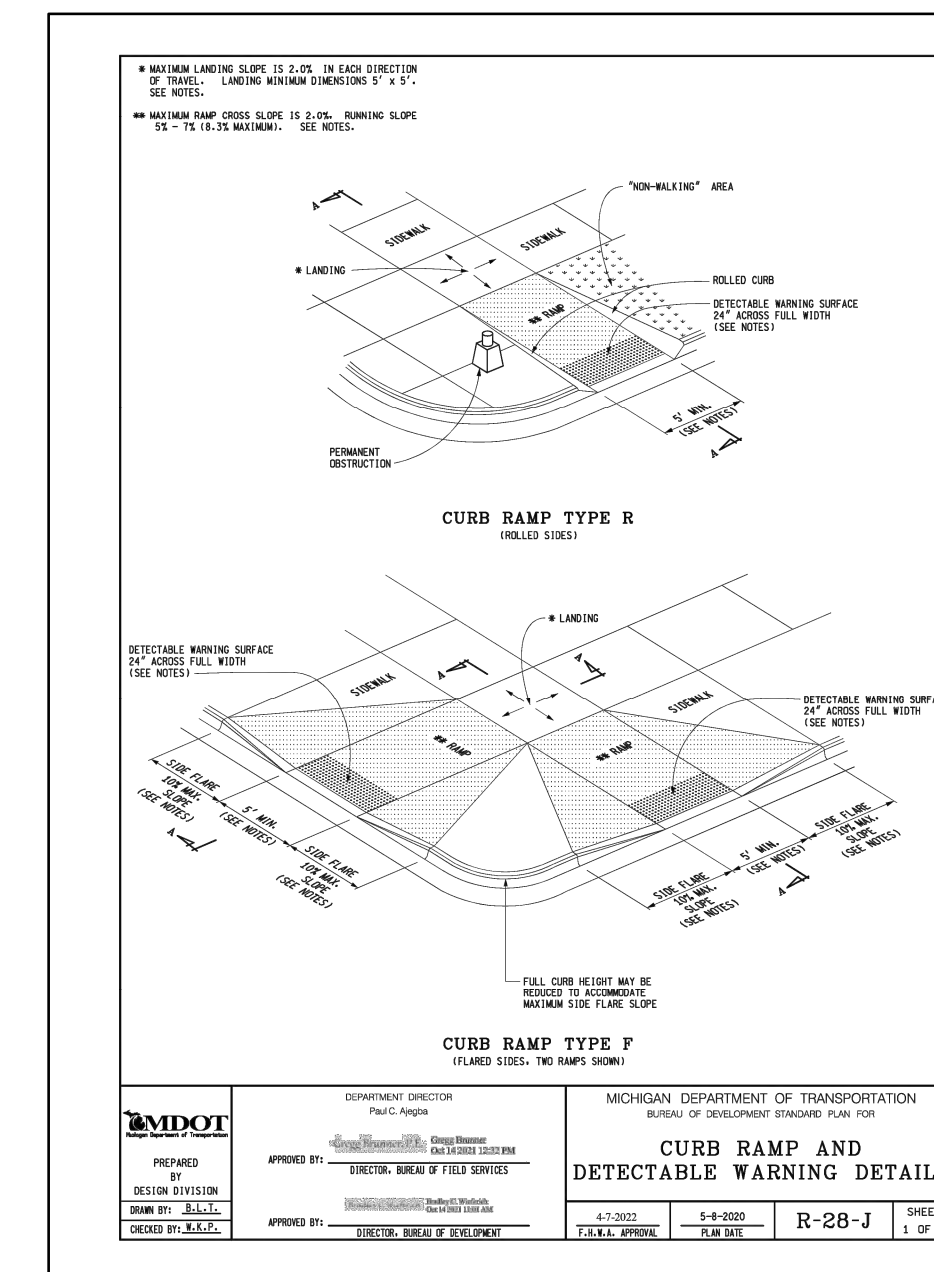 * MAXIMUM LANDING SLOPE IS 2.0% IN EACH DIRECTION
OF TRAVEL. LANDING MINIMUM DIMENSIONS 5' x 5'.
SEE NOTES.
** MAXIMUM RAMP CROSS SLOPE IS 2.0%. RUNNING SLOPE
5% - 7% (8.3% MAXIMUM). SEE NOTES.
"NON-WALKING" AREA
A
SIDEWALK
SIDEWALK
* LANDING
ROLLED CURB
DETECTABLE WARNING SURFACE
24" ACROSS FULL WIDTH
(SEE NOTES)
** RAMP
5' MIN.
(SEE NOTES)
A
PERMANENT
OBSTRUCTION
CURB RAMP TYPE R
(ROLLED SIDES)
* LANDING
DETECTABLE WARNING SURFACE
24" ACROSS FULL WIDTH
(SEE NOTES)
A
A
SIDEWALK
SIDEWALK
DETECTABLE WARNING SURFA
24" ACROSS FULL WIDTH
(SEE NOTES)
** RAMP
** RAMP
SIDE FLARE
10% MAX.
SLOPE
(SEE NOTES)
5' MIN.
(SEE NOTES)
A
SIDE FLARE
10% MAX.
SLOPE
(SEE NOTES)
SIDE FLARE
10% MAX.
SLOPE
(SEE NOTES)
5' MIN.
(SEE NOTES)
A
SIDE FLARE
10% MAX.
SLOPE
(SEE NOTES)
FULL CURB HEIGHT MAY BE
REDUCED TO ACCOMMODATE
MAXIMUM SIDE FLARE SLOPE
CURB RAMP TYPE F
(FLARED SIDES, TWO RAMPS SHOWN)
MDOT
Michigan Department of Transportation
PREPARED
BY
DESIGN DIVISION
DRAWN BY: B.L.T.
CHECKED BY: W.K.P.
DEPARTMENT DIRECTOR
Paul C. Ajegba
Gregg Brunner, P.E. Gregg Brunner
Oct 14 2021 12:32 PM
APPROVED BY:
DIRECTOR, BUREAU OF FIELD SERVICES
Oct 14 2021
APPROVED BY:
DIRECTOR, BUREAU OF DEVELOPMENT
MICHIGAN DEPARTMENT OF TRANSPORTATION
BUREAU OF DEVELOPMENT STANDARD PLAN FOR
CURB RAMP AND
DETECTABLE WARNING DETAIL
4-7-2022
F.H.W.A. APPROVAL
5-8-2020
PLAN DATE
R-28-J
SHEE
1 OF